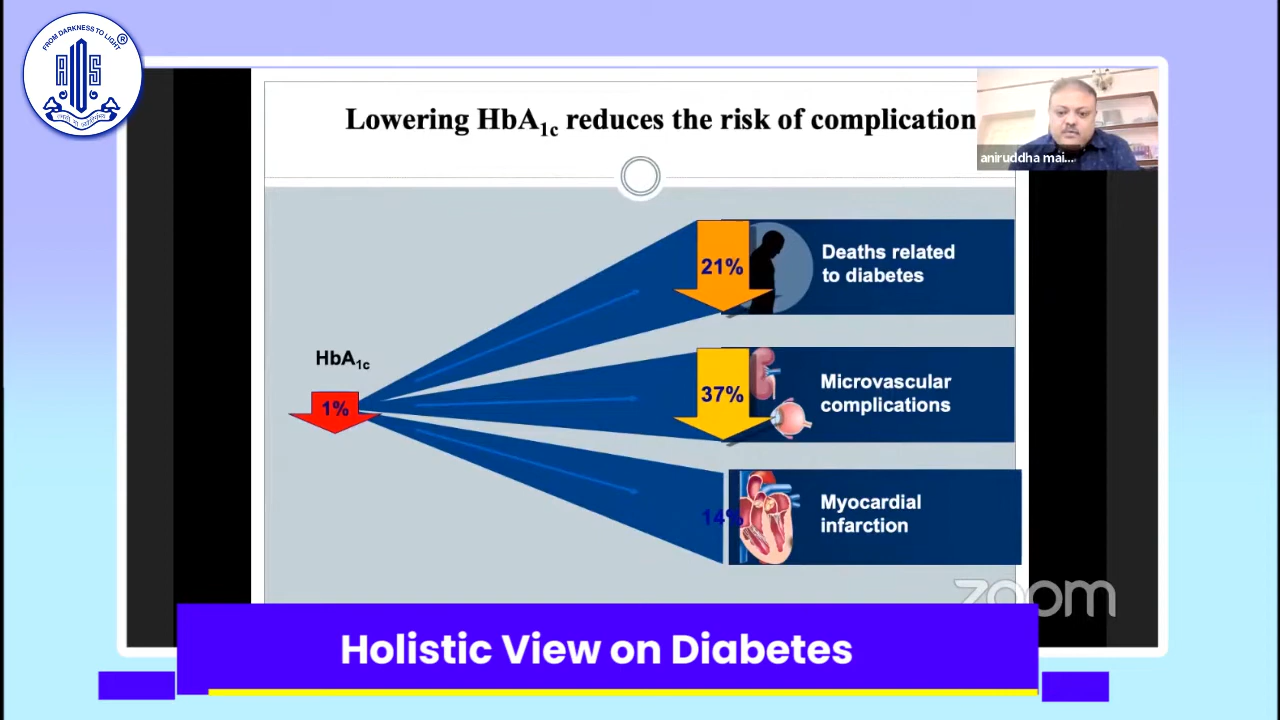 FROM DARKNESS TO LIGHT
AIIS
Lowering HbA1c reduces the risk of complication
aniruddha mai...
21%
Deaths related
to diabetes
HbA1c
1%
37%
Microvascular
complications
14%
Myocardial
infarction
zoom
Holistic View on Diabetes